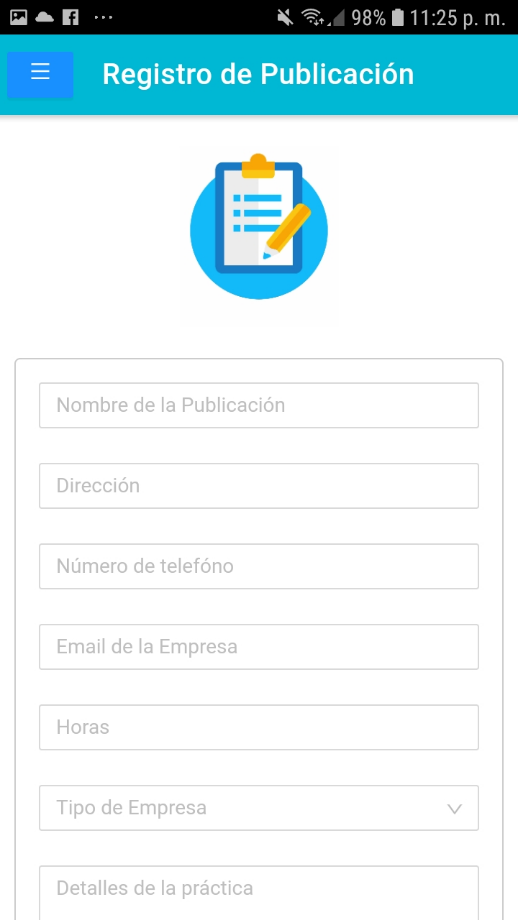 98% 11:25 p. m.
Registro de Publicación
Nombre de la Publicación
Dirección
Número de telefóno
Email de la Empresa
Horas
Tipo de Empresa
Detalles de la práctica